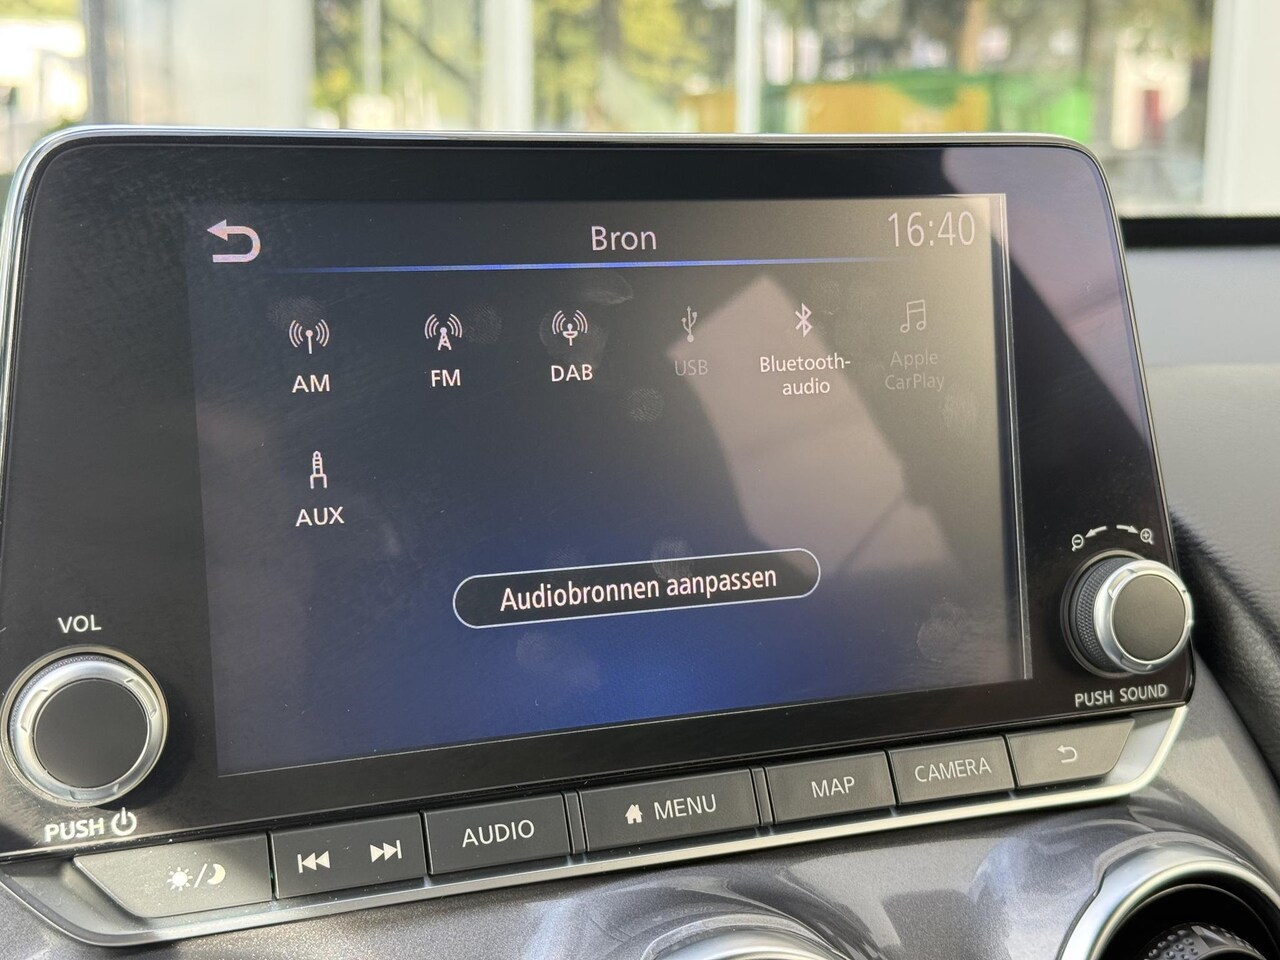 Bron
16:40
AM
FM
DAB
USB
Bluetooth-
audio
Apple
CarPlay
AUX
Audiobronnen aanpassen
VOL
PUSH
PUSH SOUND
AUDIO
MENU
MAP
CAMERA